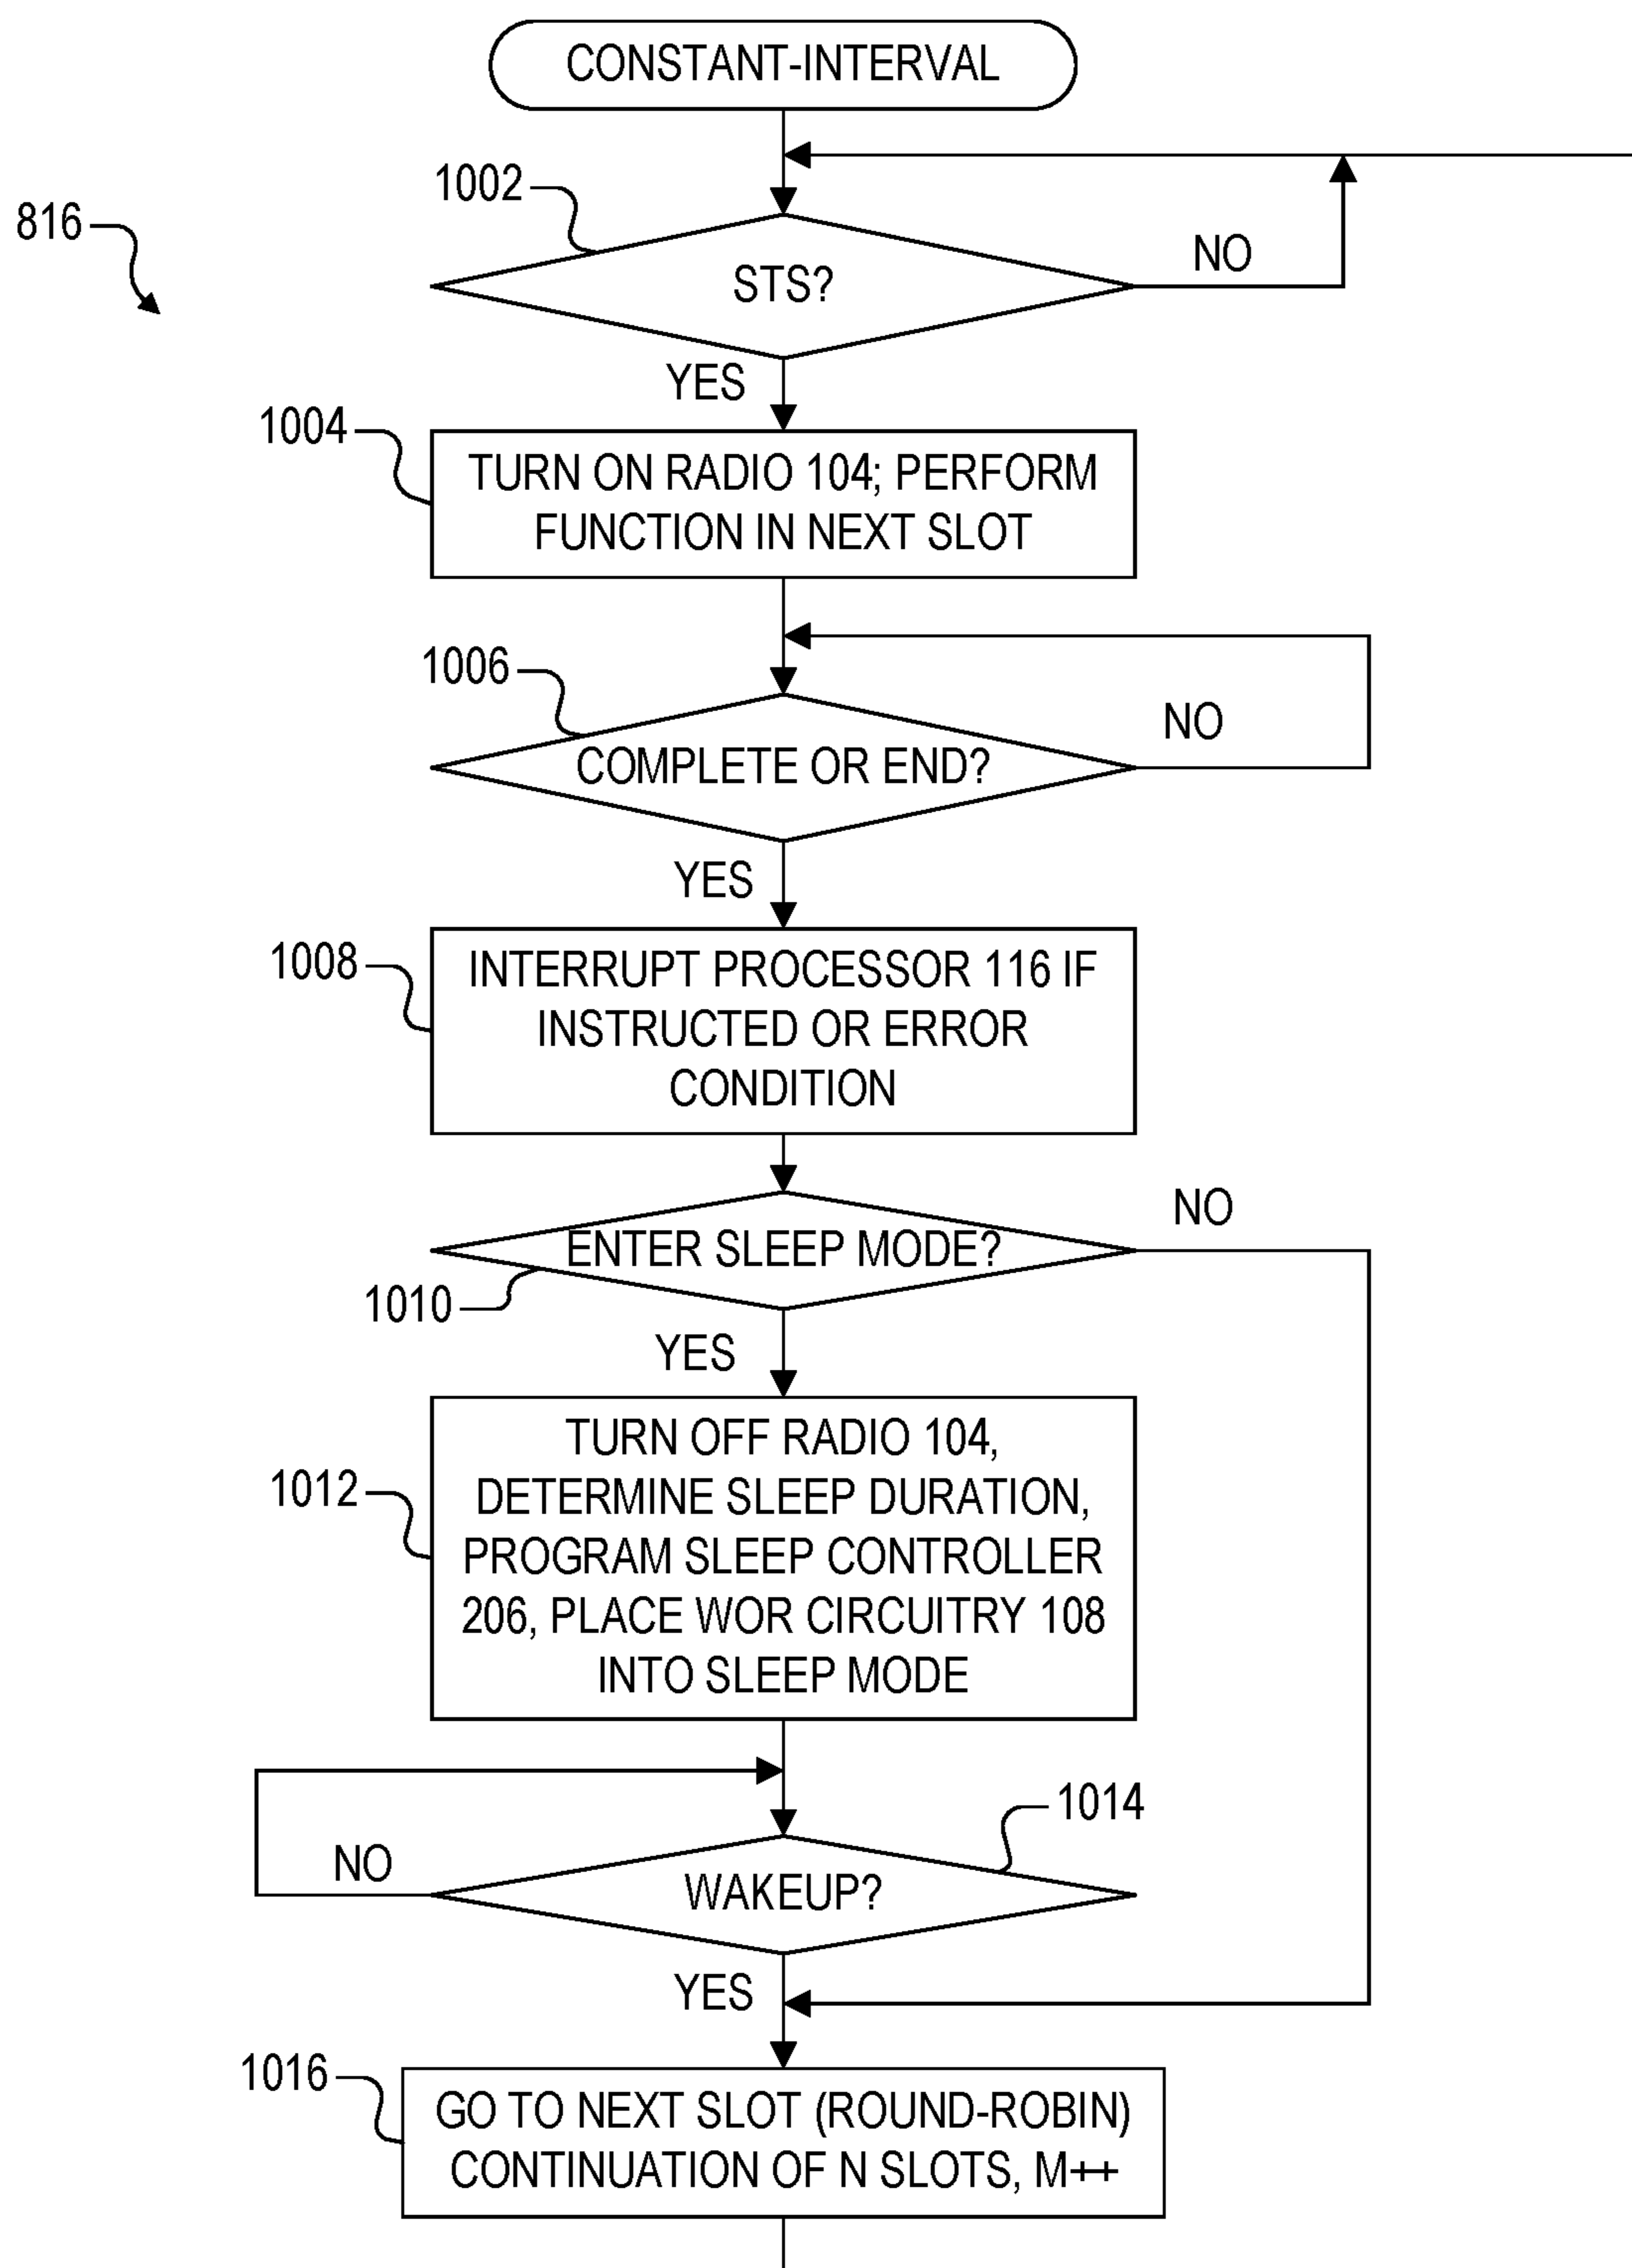 CONSTANT-INTERVAL
1002
816
STS?
NO
YES
1004
TURN ON RADIO 104; PERFORM
FUNCTION IN NEXT SLOT
1006
NO
COMPLETE OR END?
YES
1008
INTERRUPT PROCESSOR 116 IF
INSTRUCTED OR ERROR
CONDITION
NO
ENTER SLEEP MODE?
1010
YES
1012
TURN OFF RADIO 104,
DETERMINE SLEEP DURATION,
PROGRAM SLEEP CONTROLLER
206, PLACE WOR CIRCUITRY 108
INTO SLEEP MODE
1014
NO
WAKEUP?
YES
1016
GO TO NEXT SLOT (ROUND-ROBIN)
CONTINUATION OF N SLOTS, M++